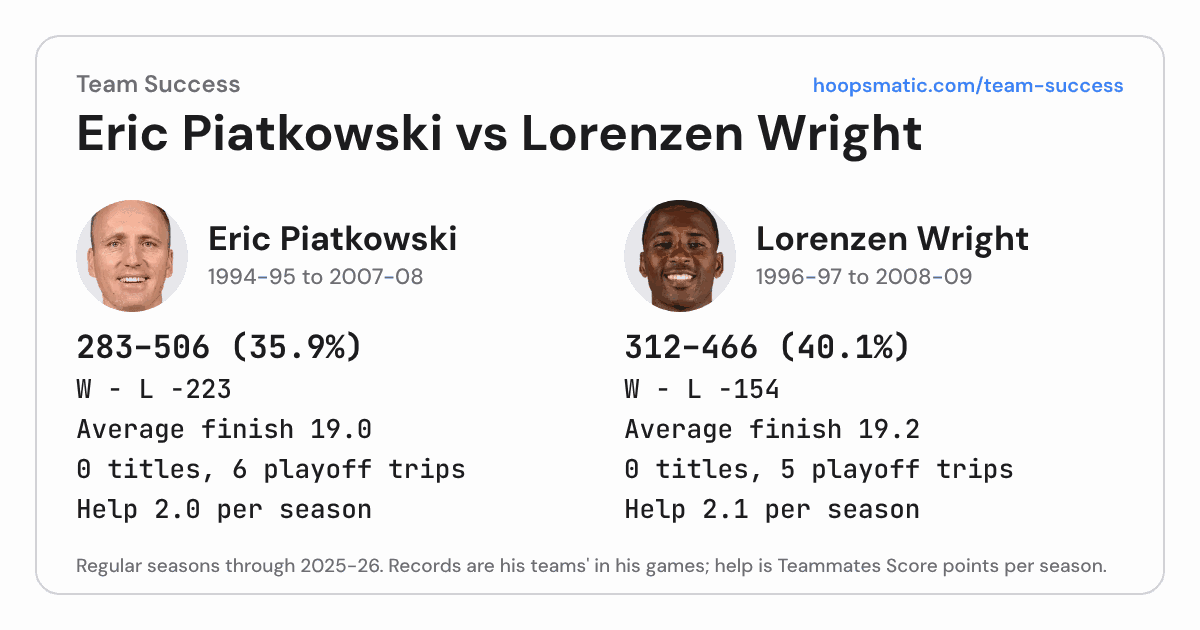 Team Success
hoopsmatic.com/team-success
Eric Piatkowski vs Lorenzen Wright
Eric Piatkowski
1994–95 to 2007–08
283–506 (35.9%)
W - L -223
Average finish 19.0
0 titles, 6 playoff trips
Help 2.0 per season
Lorenzen Wright
1996–97 to 2008–09
312–466 (40.1%)
W - L -154
Average finish 19.2
0 titles, 5 playoff trips
Help 2.1 per season
Regular seasons through 2025-26. Records are his teams' in his games; help is Teammates Score points per season.